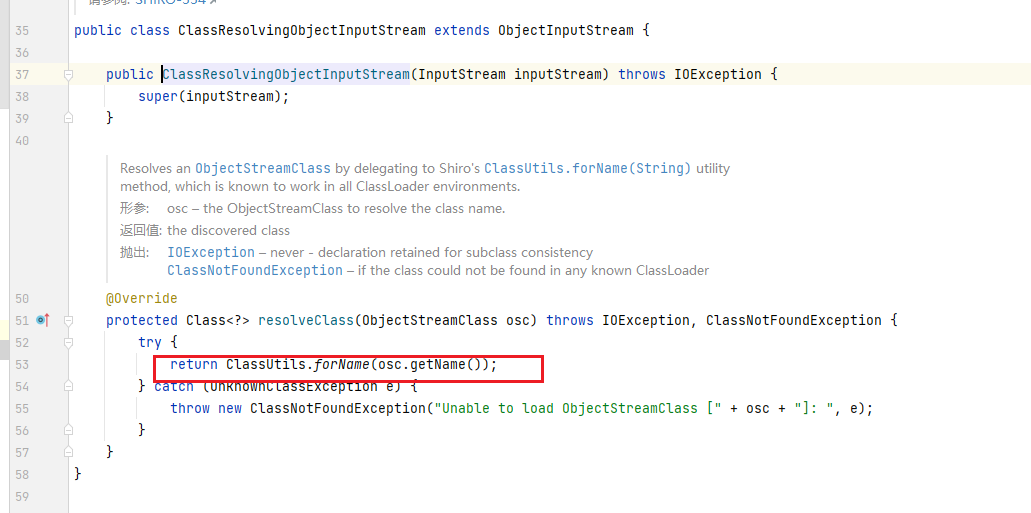 请参阅: SHIRO-334
35 public class ClassResolvingObjectInputStream extends ObjectInputStream {
36
37 public ClassResolvingObjectInputStream(InputStream inputStream) throws IOException {
38 super(inputStream);
39 }
40
Resolves an ObjectStreamClass by delegating to Shiro's ClassUtils.forName(String) utility
method, which is known to work in all ClassLoader environments.
形参: osc – the ObjectStreamClass to resolve the class name.
返回值: the discovered class
抛出: IOException – never - declaration retained for subclass consistency
ClassNotFoundException – if the class could not be found in any known ClassLoader
50 @Override
51 protected Class<?> resolveClass(ObjectStreamClass osc) throws IOException, ClassNotFoundException {
52 try {
53 return ClassUtils.forName(osc.getName());
54 } catch (UnknownClassException e) {
55 throw new ClassNotFoundException("Unable to load ObjectStreamClass [" + osc + "]: ", e);
56 }
57 }
58 }
59